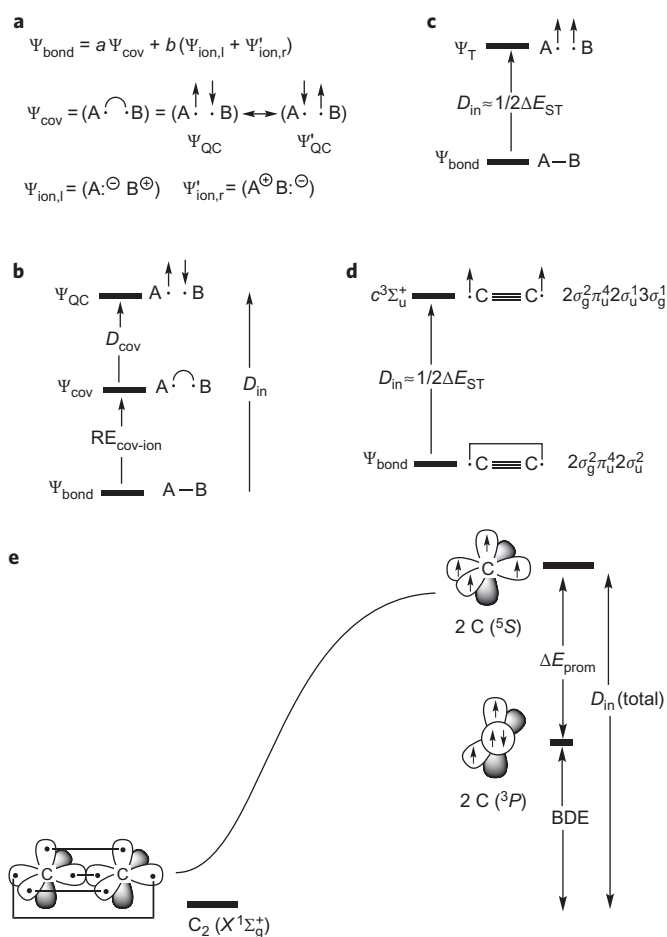 a
Ψbond = a Ψcov + b (Ψion,l + Ψ′ion,r)
Ψcov = (A · · B) = (A · · B) ↔ (A · · B)
ΨQC Ψ′QC
Ψion,l = (A:⊖ B⊕) Ψ′ion,r = (A⊕ B:⊖)
b
ΨQC A · · B
Dcov
Ψcov A · · B
Din
REcov-ion
Ψbond A—B
c
ΨT A · · B
Din ≈ 1/2ΔEST
Ψbond A—B
d
c³Σu⁺ ·C≡C· 2σg²πu⁴2σu¹3σg¹
Din ≈ 1/2ΔEST
Ψbond ·C≡C· 2σg²πu⁴2σu²
e
C
2 C (⁵S)
ΔEprom
Din (total)
2 C (³P)
BDE
C C
C₂ (X¹Σg⁺)